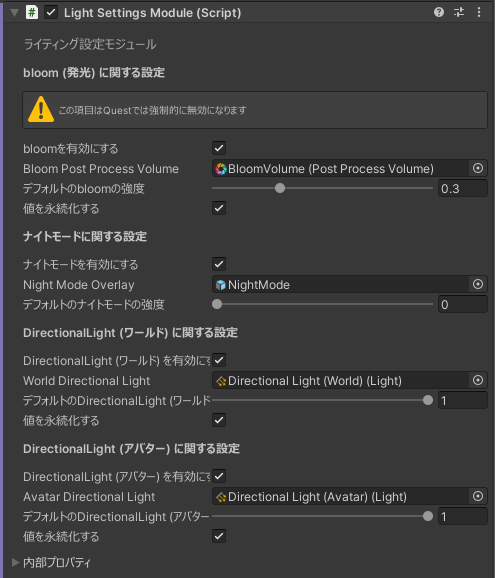 Light Settings Module (Script)
ライティング設定モジュール
bloom (発光) に関する設定
この項目はQuestでは強制的に無効になります
bloomを有効にする
Bloom Post Process Volume BloomVolume (Post Process Volume)
デフォルトのbloomの強度 0.3
値を永続化する
ナイトモードに関する設定
ナイトモードを有効にする
Night Mode Overlay NightMode
デフォルトのナイトモードの強度 0
DirectionalLight (ワールド) に関する設定
DirectionalLight (ワールド) を有効にす
World Directional Light Directional Light (World) (Light)
デフォルトのDirectionalLight (ワールド 1
値を永続化する
DirectionalLight (アバター) に関する設定
DirectionalLight (アバター) を有効にす
Avatar Directional Light Directional Light (Avatar) (Light)
デフォルトのDirectionalLight (アバター 1
値を永続化する
内部プロパティ